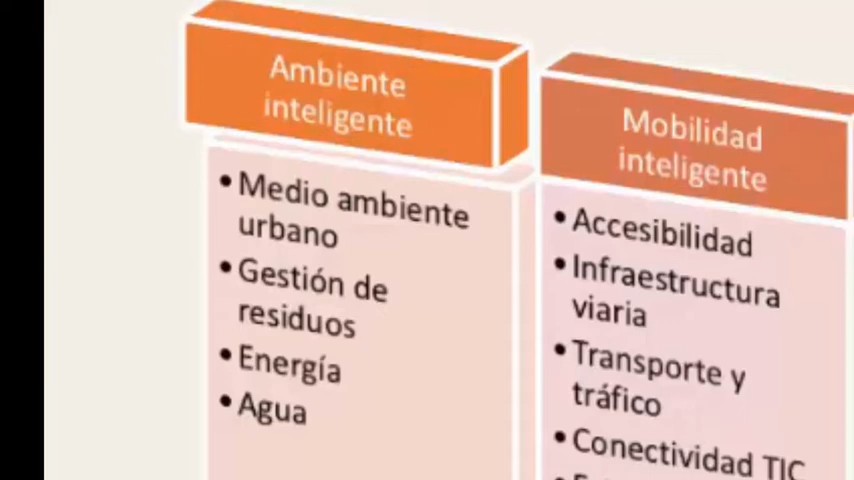 Ambiente
inteligente
• Medio ambiente
urbano
• Gestión de
residuos
• Energía
• Agua
Mobilidad
inteligente
• Accesibilidad
• Infraestructura
viaria
• Transporte y
tráfico
• Conectividad TIC